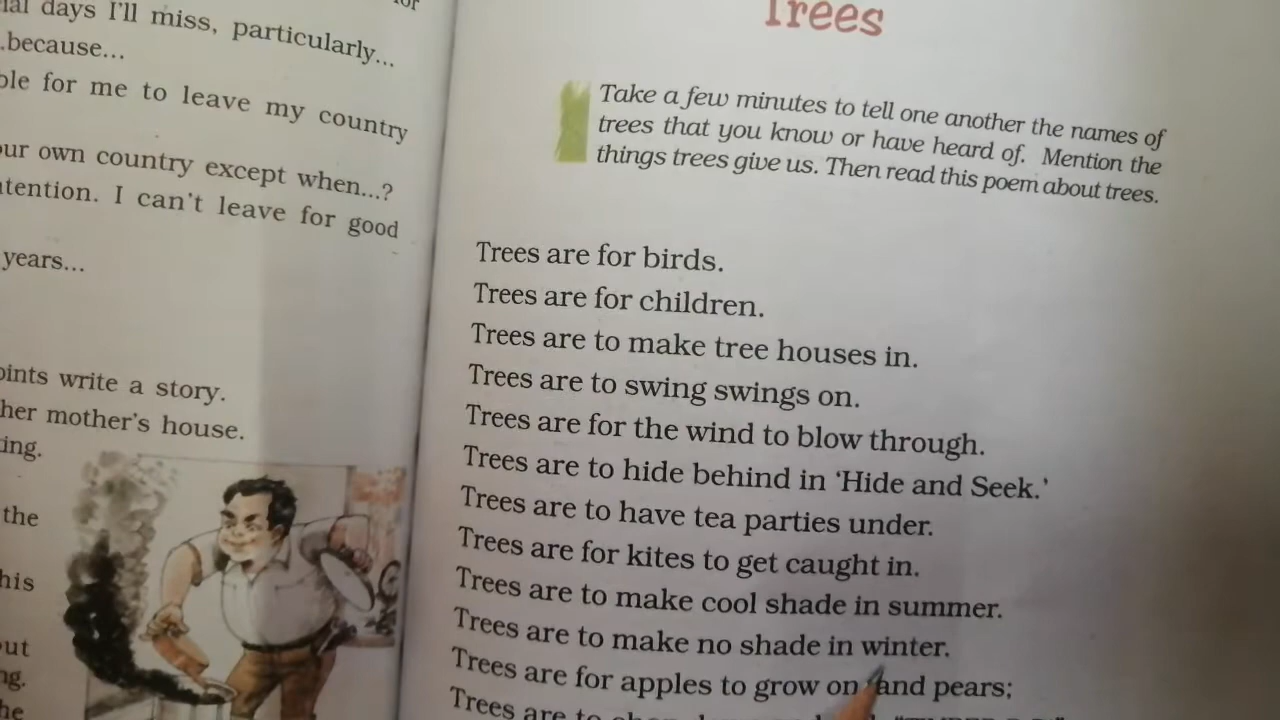 for
days I'll miss, particularly...
because...
for me to leave my country
own country except when...?
I can't leave for good
years...
write a story.
her mother's house.
the
his
Trees
Take a few minutes to tell one another the names of
trees that you know or have heard of. Mention the
things trees give us. Then read this poem about trees.
Trees are for birds.
Trees are for children.
Trees are to make tree houses in.
Trees are to swing swings on.
Trees are for the wind to blow through.
Trees are to hide behind in 'Hide and Seek.'
Trees are to have tea parties under.
Trees are for kites to get caught in.
Trees are to make cool shade in summer.
Trees are to make no shade in winter.
Trees are for apples to grow on, and pears;
Trees are to